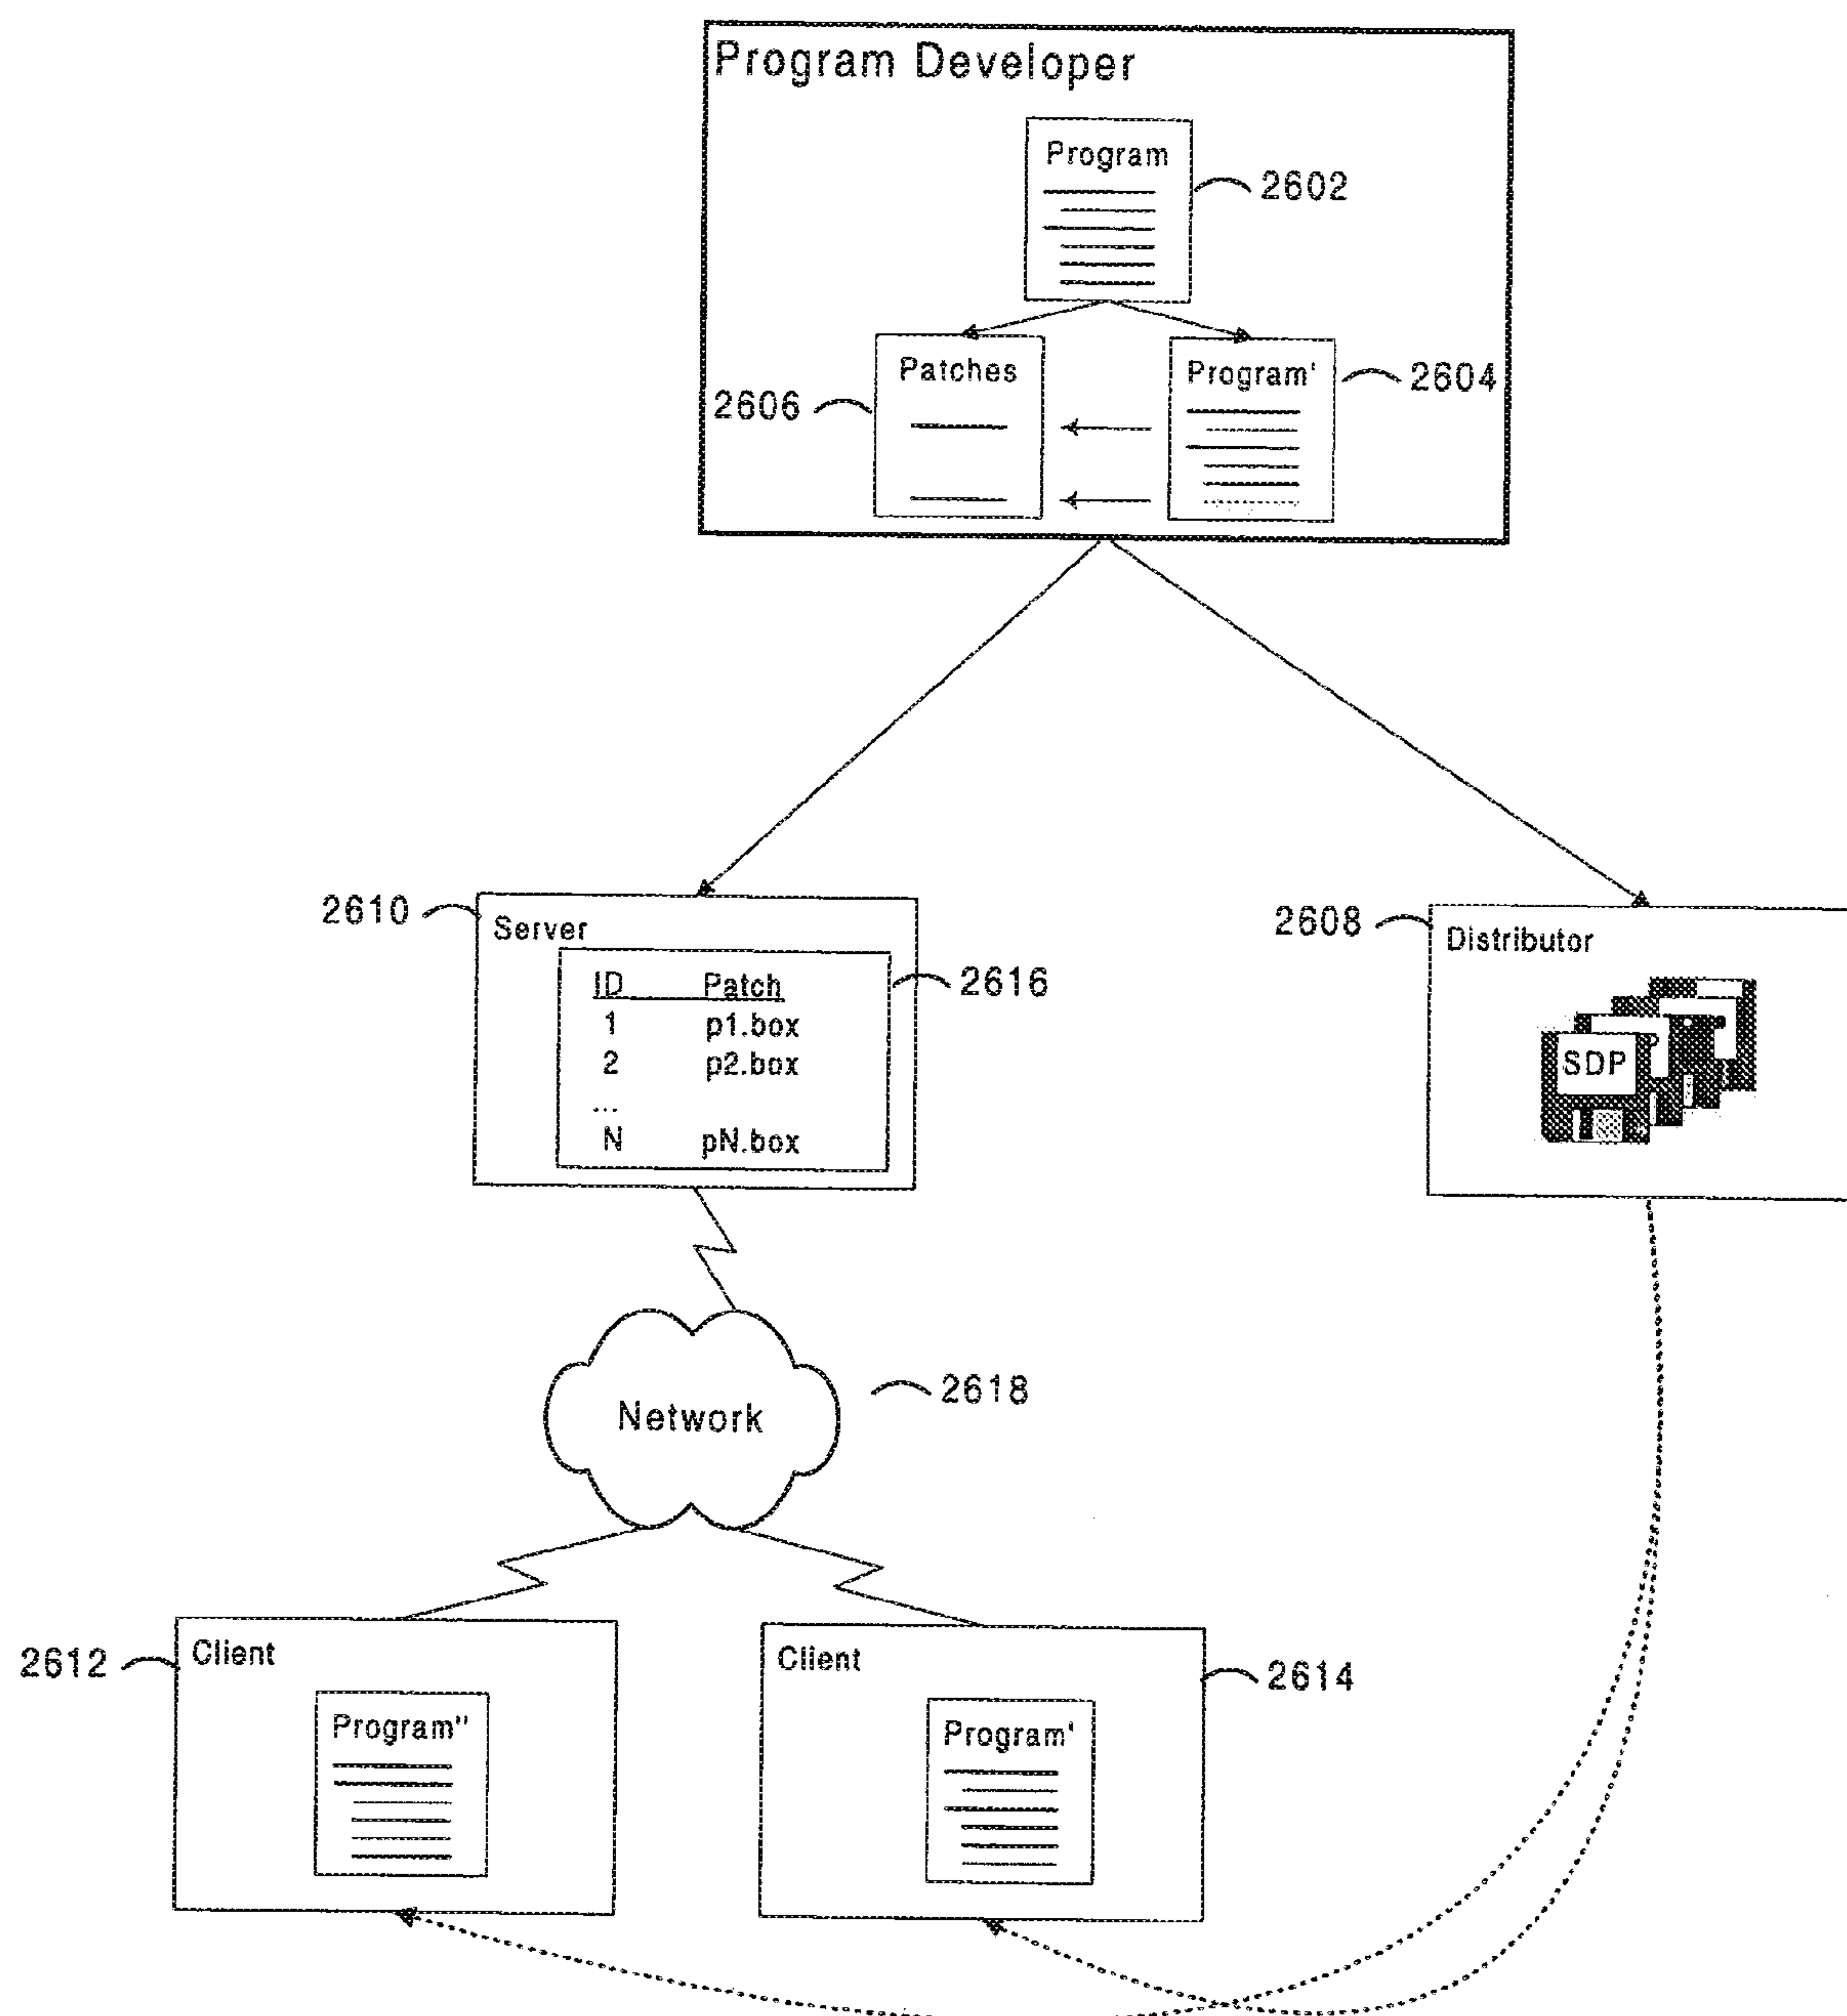 Program Developer
Program
2602
Patches
Program'
2604
2606
2610
Server
ID Patch
1 p1.box
2 p2.box
...
N pN.box
2616
2608
Distributor
SDP
Network
2618
2612
Client
Program"
Client
2614
Program'